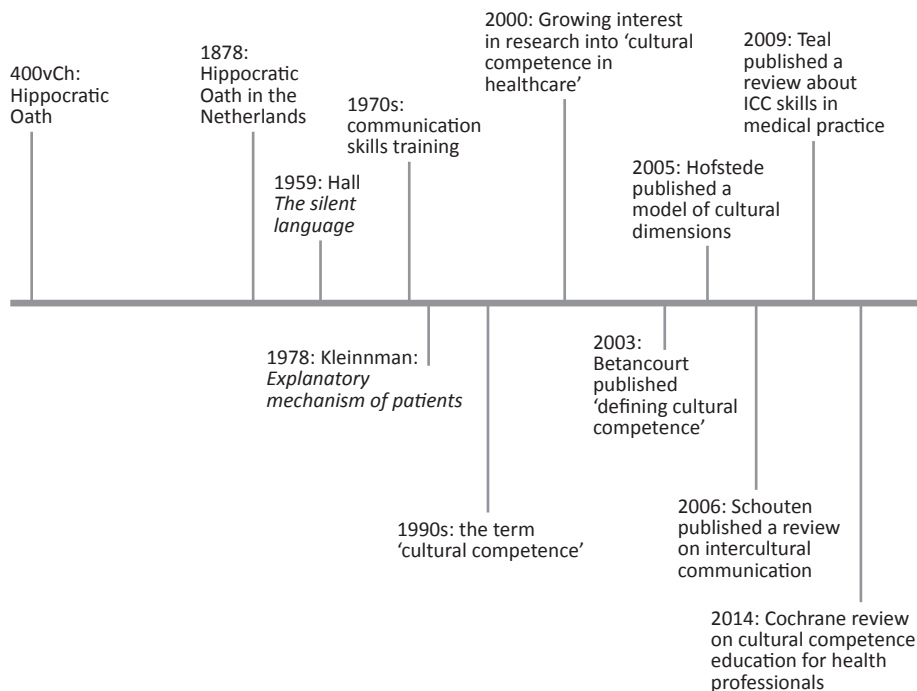 400vCh:
Hippocratic
Oath
1878:
Hippocratic
Oath in the
Netherlands
1959: Hall
The silent
language
1970s:
communication
skills training
2000: Growing interest
in research into ‘cultural
competence in
healthcare’
2005: Hofstede
published a
model of cultural
dimensions
2009: Teal
published a
review about
ICC skills in
medical practice
1978: Kleinnman:
Explanatory
mechanism of patients
1990s: the term
‘cultural competence’
2003:
Betancourt
published
‘defining cultural
competence’
2006: Schouten
published a review
on intercultural
communication
2014: Cochrane review
on cultural competence
education for health
professionals